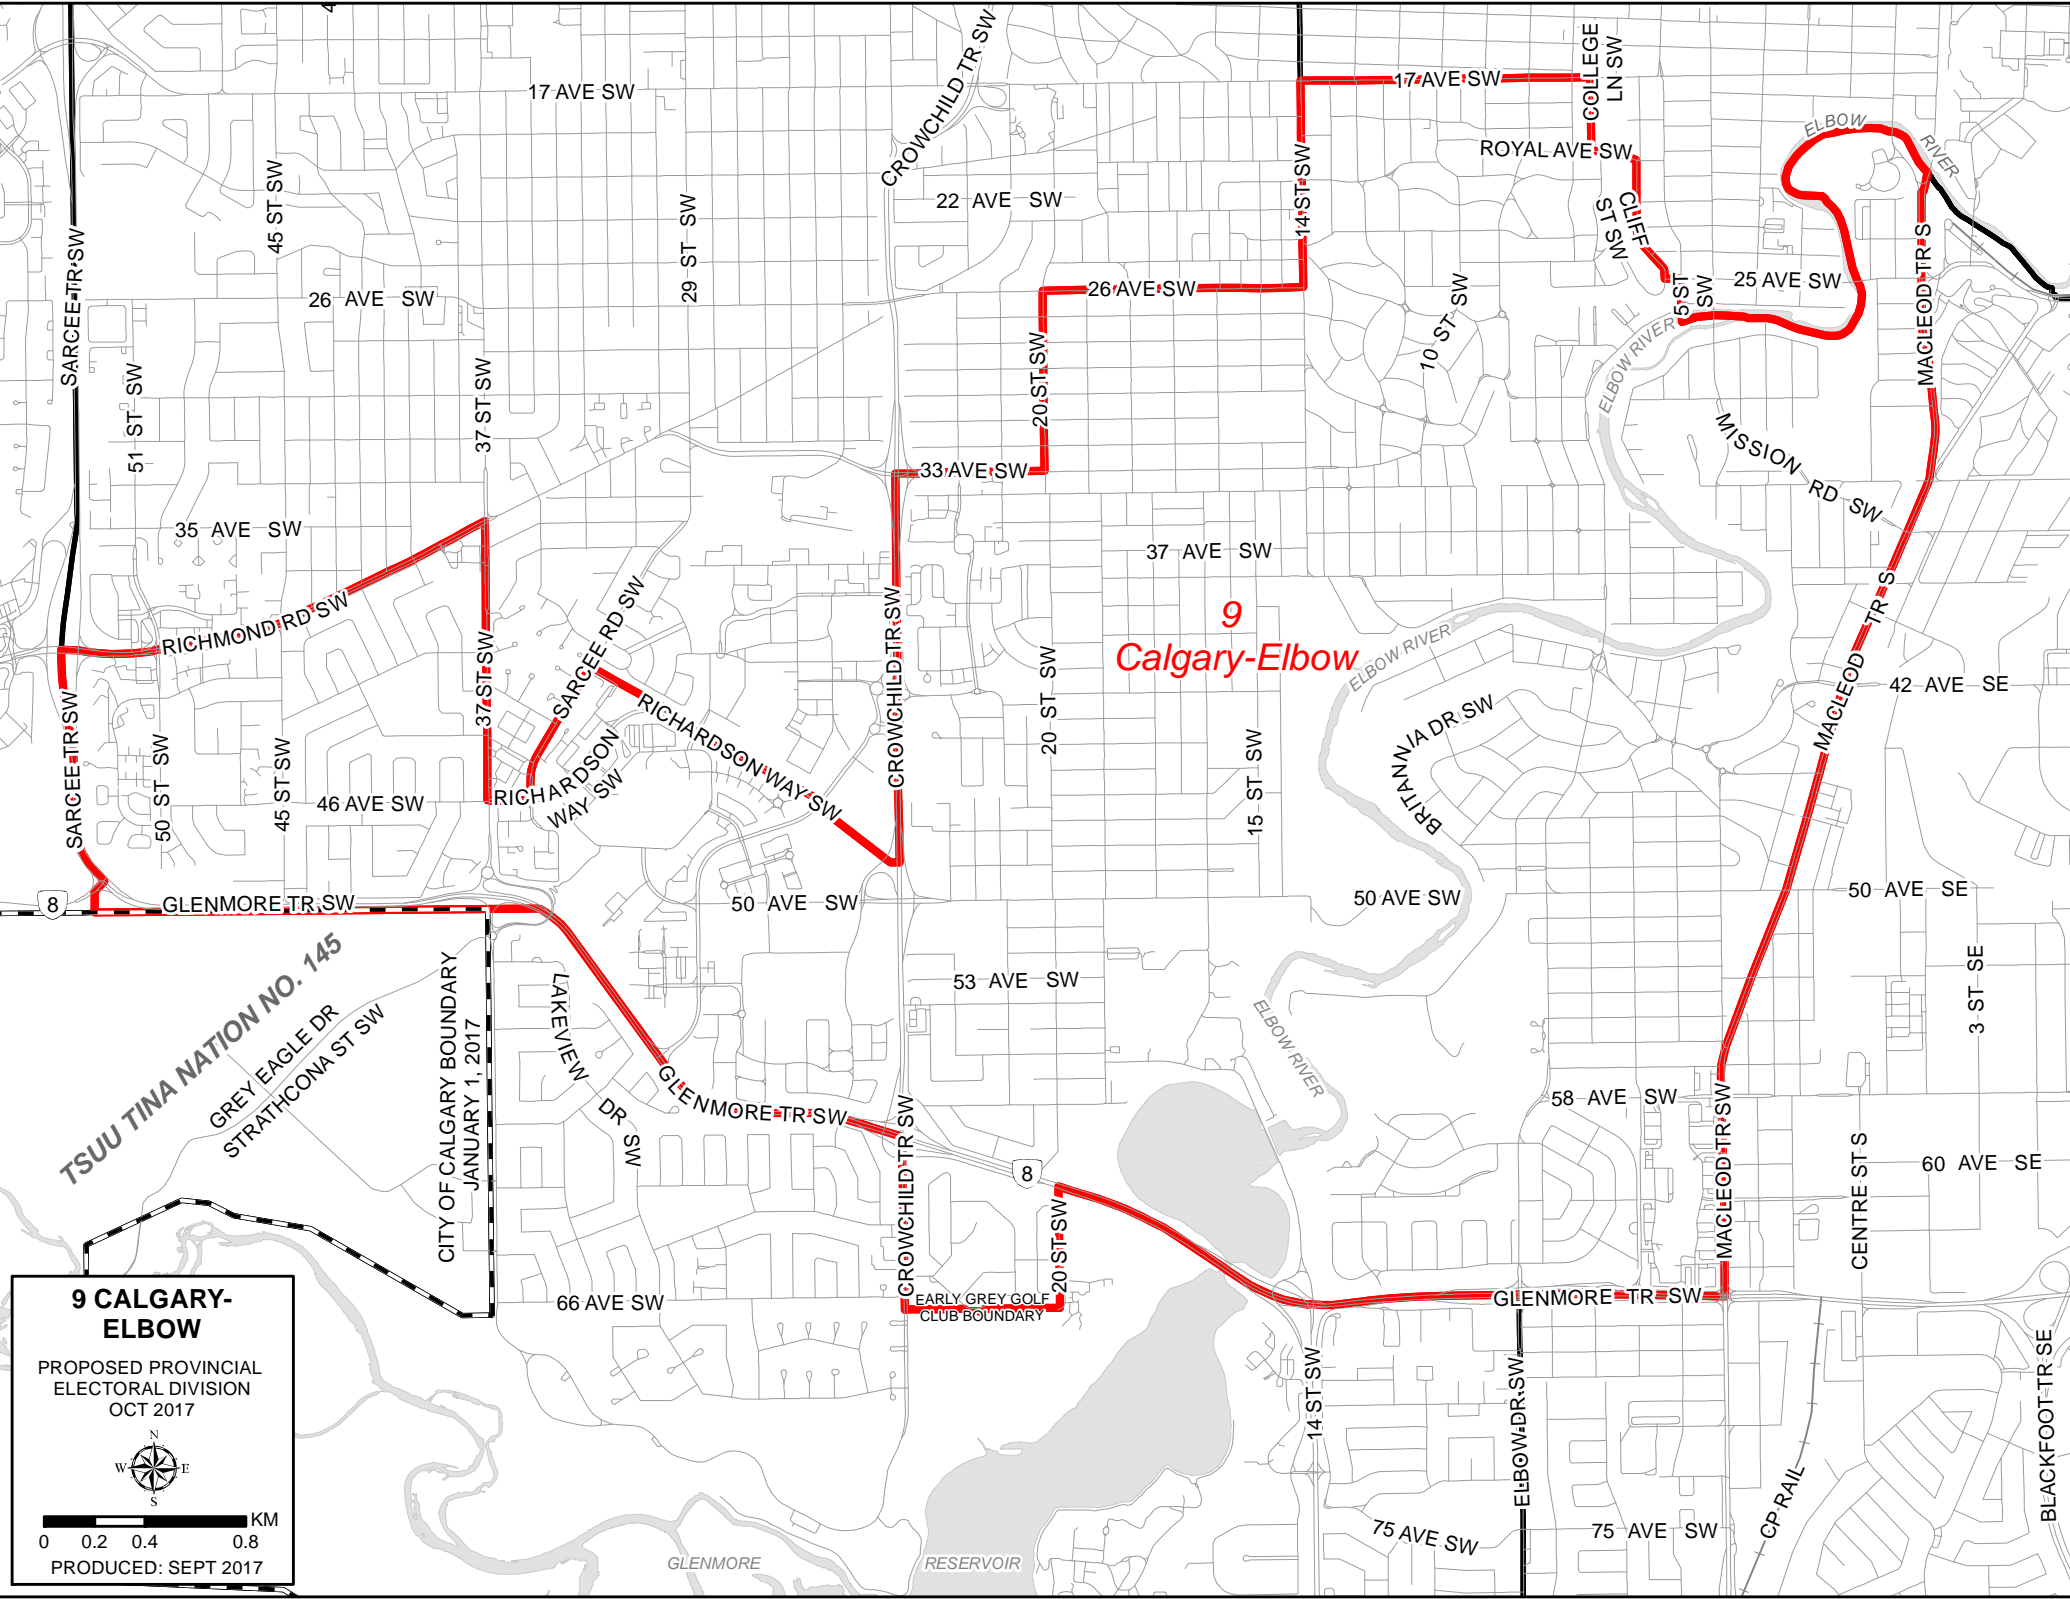 4
17 AVE SW
CROWCHILD TR SW
17 AVE SW
COLLEGE
LN SW
ELBOW
RIVER
ROYAL AVE SW
45 ST SW
29 ST SW
22 AVE SW
14 ST SW
CLIFF
ST SW
SARCEE TR SW
26 AVE SW
26 AVE SW
10 ST SW
5 ST
SW
25 AVE SW
MACLEOD TR S
51 ST SW
37 ST SW
20 ST SW
ELBOW RIVER
33 AVE SW
MISSION RD SW
35 AVE SW
37 AVE SW
RICHMOND RD SW
SARCEE RD SW
CROWCHILD TR SW
9
Calgary-Elbow
ELBOW RIVER
MACLEOD TR S
42 AVE SE
37 ST SW
RICHARDSON WAY SW
20 ST SW
BRITANNIA DR SW
SARCEE TR SW
50 ST SW
45 ST SW
46 AVE SW
RICHARDSON
WAY SW
15 ST SW
8
GLENMORE TR SW
50 AVE SW
50 AVE SW
50 AVE SE
TSUU TINA NATION NO. 145
GREY EAGLE DR
STRATHCONA ST SW
CITY OF CALGARY BOUNDARY
JANUARY 1, 2017
LAKEVIEW DR SW
53 AVE SW
ELBOW RIVER
3 ST SE
GLENMORE TR SW
58 AVE SW
MACLEOD TR SW
CENTRE ST S
60 AVE SE
8
CROWCHILD TR SW
20 ST SW
EARLY GREY GOLF
CLUB BOUNDARY
66 AVE SW
GLENMORE TR SW
14 ST SW
ELBOW DR SW
BLACKFOOT TR SE
CP RAIL
75 AVE SW
75 AVE SW
GLENMORE RESERVOIR
9 CALGARY-
ELBOW
PROPOSED PROVINCIAL
ELECTORAL DIVISION
OCT 2017
N
W E
S
KM
0 0.2 0.4 0.8
PRODUCED: SEPT 2017